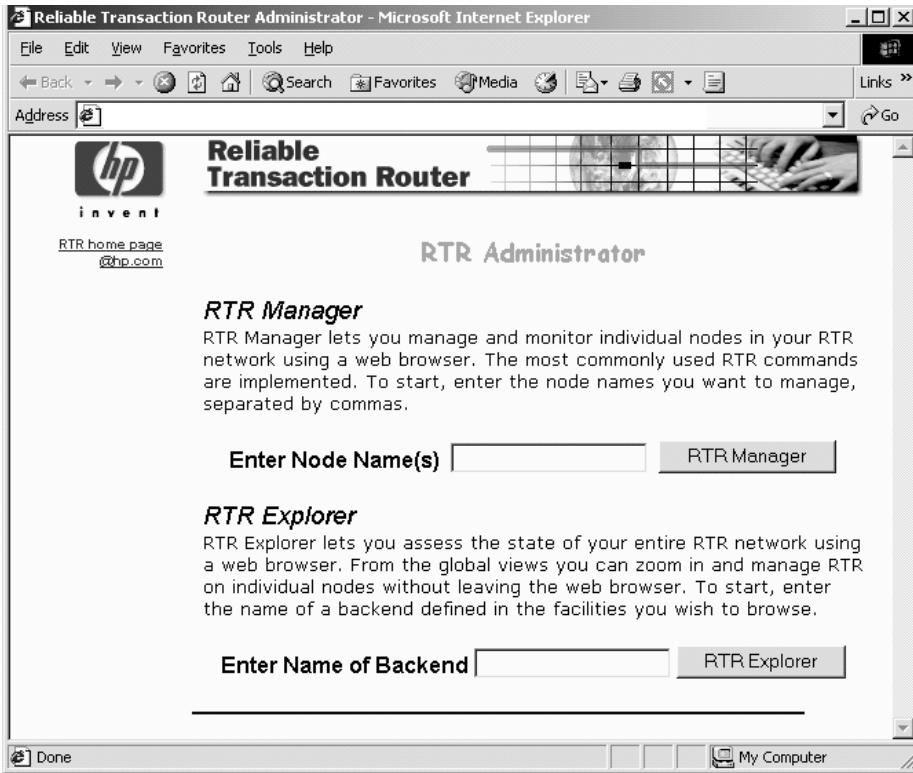 Reliable Transaction Router Administrator - Microsoft Internet Explorer
File Edit View Favorites Tools Help
Back Search Favorites Media Links »
Address Go
hp
invent
Reliable
Transaction Router
RTR home page
@hp.com
RTR Administrator
RTR Manager
RTR Manager lets you manage and monitor individual nodes in your RTR
network using a web browser. The most commonly used RTR commands
are implemented. To start, enter the node names you want to manage,
separated by commas.
Enter Node Name(s) RTR Manager
RTR Explorer
RTR Explorer lets you assess the state of your entire RTR network using
a web browser. From the global views you can zoom in and manage RTR
on individual nodes without leaving the web browser. To start, enter
the name of a backend defined in the facilities you wish to browse.
Enter Name of Backend RTR Explorer
Done My Computer